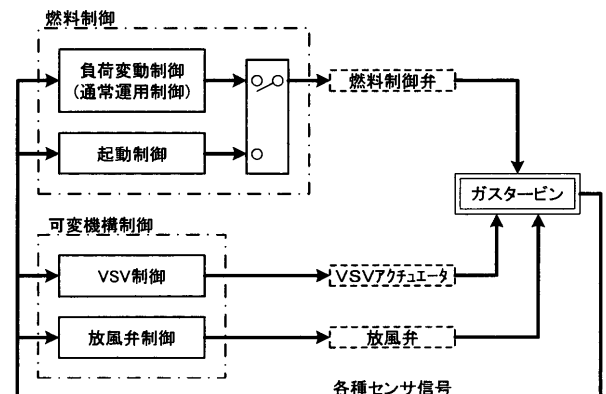 燃料制御
負荷変動制御
(通常運用制御)
燃料制御弁
起動制御
ガスタービン
可変機構制御
VSV制御
VSVアクチュエータ
放風弁制御
放風弁
各種センサ信号